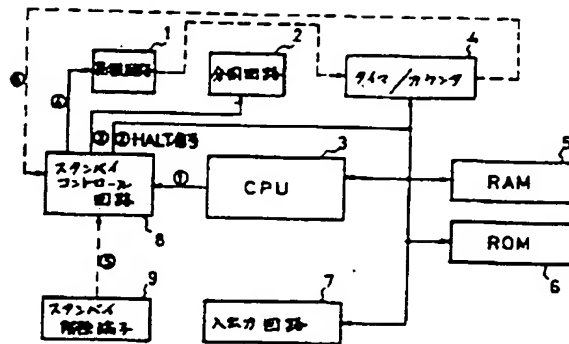 1
2
4
発振回路
分周回路
タイマ/カウンタ
⑥
④
③
②HALT信号
3
5
スタンバイ
コントロール
回路
①
CPU
RAM
8
ROM
6
⑤
9
7
スタンバイ
解除端子
入出力回路